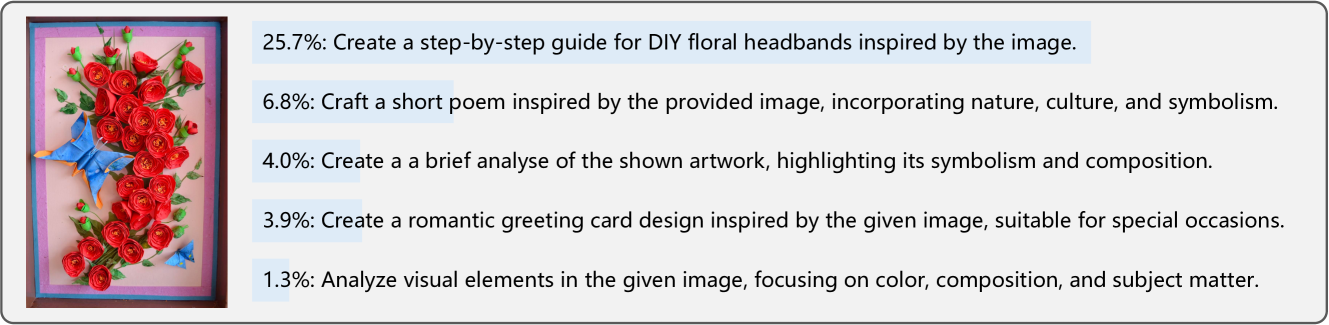 25.7%: Create a step-by-step guide for DIY floral headbands inspired by the image.
6.8%: Craft a short poem inspired by the provided image, incorporating nature, culture, and symbolism.
4.0%: Create a a brief analyse of the shown artwork, highlighting its symbolism and composition.
3.9%: Create a romantic greeting card design inspired by the given image, suitable for special occasions.
1.3%: Analyze visual elements in the given image, focusing on color, composition, and subject matter.